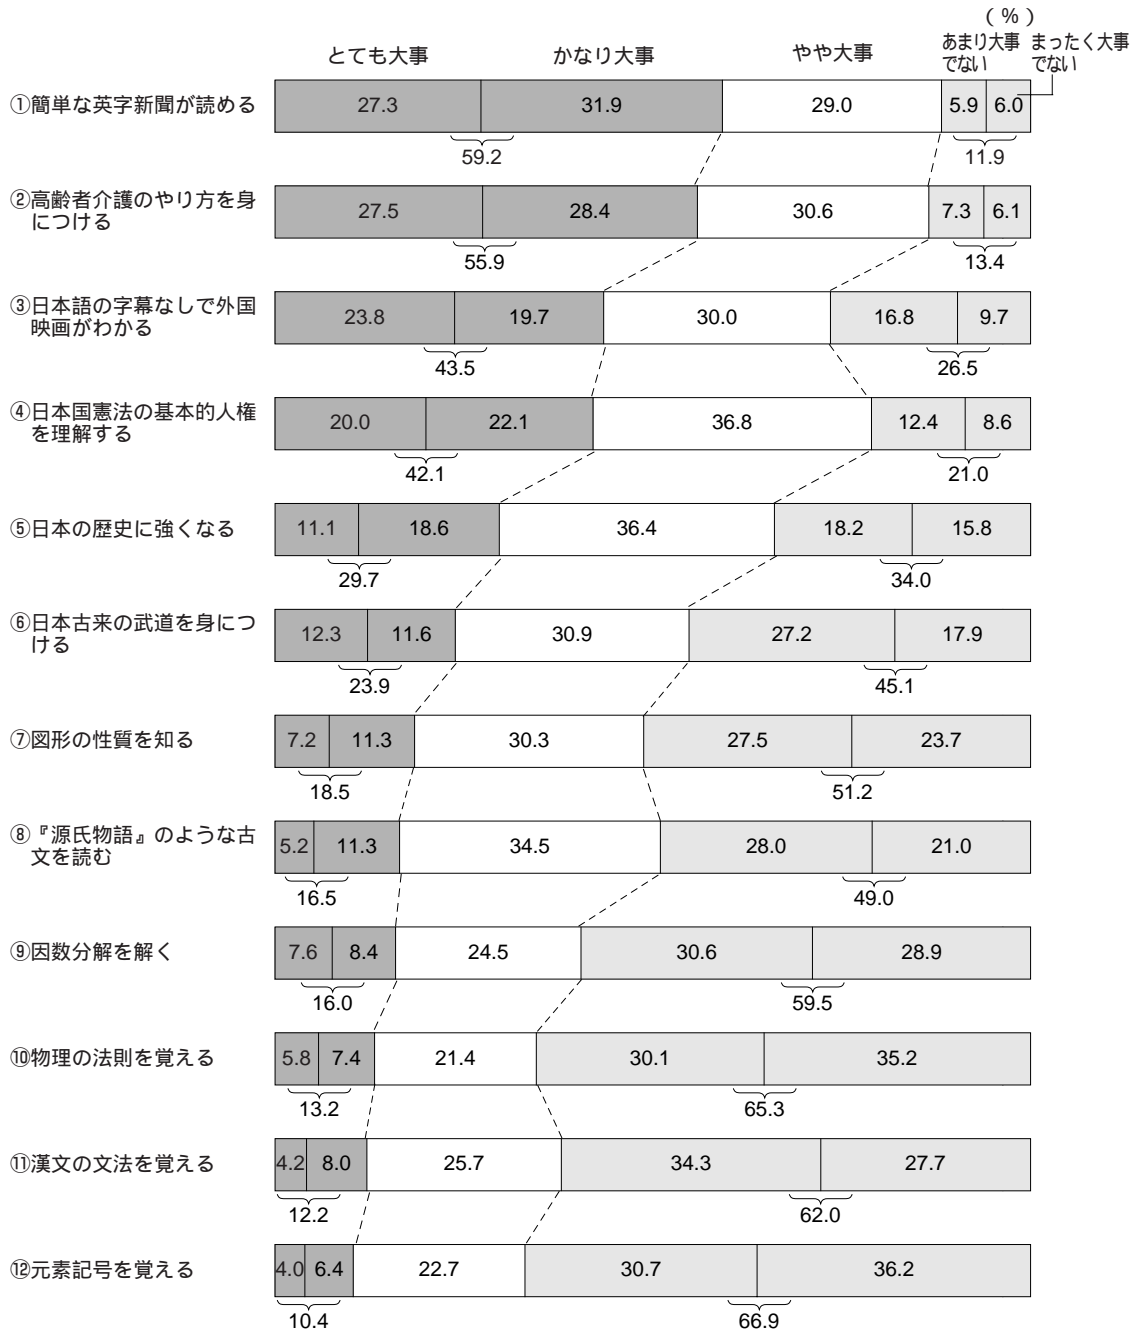 (%)
とても大事 かなり大事 やや大事 あまり大事 まったく大事
でない でない
①簡単な英字新聞が読める 27.3 31.9 29.0 5.9 6.0
59.2 11.9
②高齢者介護のやり方を身 27.5 28.4 30.6 7.3 6.1
につける
55.9 13.4
③日本語の字幕なしで外国 23.8 19.7 30.0 16.8 9.7
映画がわかる
43.5 26.5
④日本国憲法の基本的人権 20.0 22.1 36.8 12.4 8.6
を理解する
42.1 21.0
⑤日本の歴史に強くなる 11.1 18.6 36.4 18.2 15.8
29.7 34.0
⑥日本古来の武道を身につ 12.3 11.6 30.9 27.2 17.9
ける
23.9 45.1
⑦図形の性質を知る 7.2 11.3 30.3 27.5 23.7
18.5 51.2
⑧『源氏物語』のような古 5.2 11.3 34.5 28.0 21.0
文を読む
16.5 49.0
⑨因数分解を解く 7.6 8.4 24.5 30.6 28.9
16.0 59.5
⑩物理の法則を覚える 5.8 7.4 21.4 30.1 35.2
13.2 65.3
⑪漢文の文法を覚える 4.2 8.0 25.7 34.3 27.7
12.2 62.0
⑫元素記号を覚える 4.0 6.4 22.7 30.7 36.2
10.4 66.9